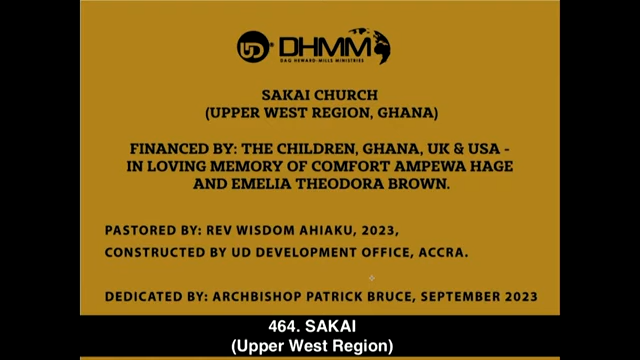 UD DHMM
DAG HEWARD-MILLS MINISTRIES
SAKAI CHURCH
(UPPER WEST REGION, GHANA)
FINANCED BY: THE CHILDREN, GHANA, UK & USA -
IN LOVING MEMORY OF COMFORT AMPEWA HAGE
AND EMELIA THEODORA BROWN.
PASTORED BY: REV WISDOM AHIAKU, 2023,
CONSTRUCTED BY UD DEVELOPMENT OFFICE, ACCRA.
DEDICATED BY: ARCHBISHOP PATRICK BRUCE, SEPTEMBER 2023
464. SAKAI
(Upper West Region)